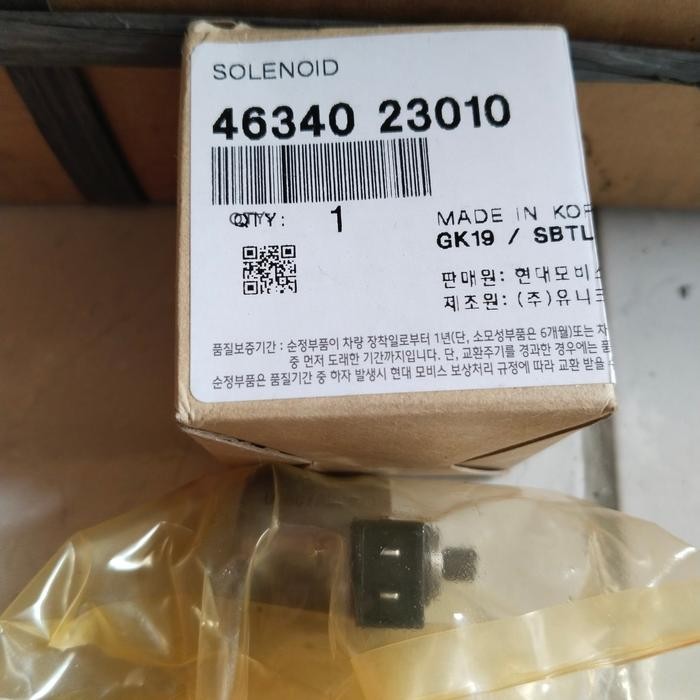 SOLENOID
46340 23010
QTY: 1
MADE IN KOR
GK19 / SBTL
판매원: 현대모비스
제조원: (주)유니크
품질보증기간 : 순정부품이 차량 장착일로부터 1년(단, 소모성부품은 6개월)또는 차
중 먼저 도래한 기간까지입니다. 단, 교환주기를 경과한 경우에는 품
순정부품은 품질기간 중 하자 발생시 현대 모비스 보상처리 규정에 따라 교환 받을 수